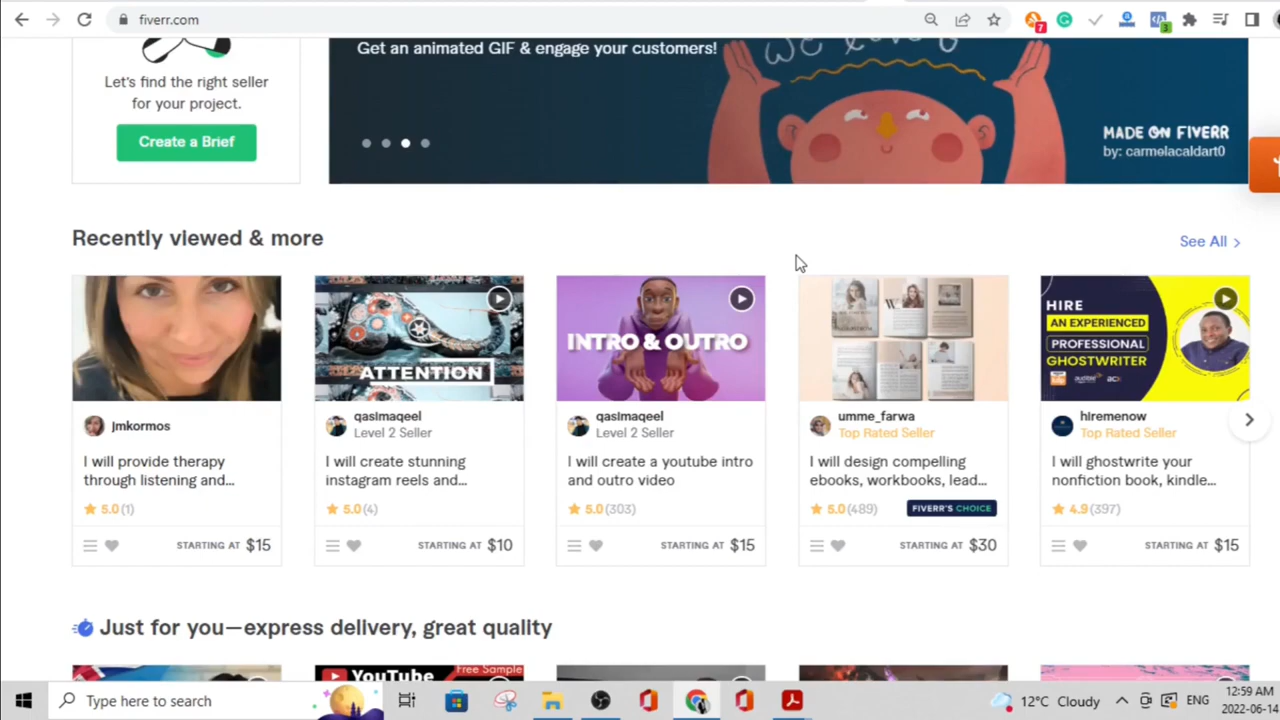 fiverr.com
7
3
Let's find the right seller
for your project.
Create a Brief
Get an animated GIF & engage your customers!
MADE ON FIVERR
by: carmelacaldart0
Recently viewed & more
See All
ATTENTION
INTRO & OUTRO
HIRE
AN EXPERIENCED
PROFESSIONAL
GHOSTWRITER
jmkormos
qasimaqeel
Level 2 Seller
qasimaqeel
Level 2 Seller
umme_farwa
Top Rated Seller
hiremenow
Top Rated Seller
I will provide therapy
through listening and...
I will create stunning
instagram reels and...
I will create a youtube intro
and outro video
I will design compelling
ebooks, workbooks, lead...
I will ghostwrite your
nonfiction book, kindle...
5.0 (1)
5.0 (4)
5.0 (303)
5.0 (489)
FIVERR'S CHOICE
4.9 (397)
STARTING AT $15
STARTING AT $10
STARTING AT $15
STARTING AT $30
STARTING AT $15
Just for you—express delivery, great quality
YouTube
Free Sample
Type here to search
12°C Cloudy
ENG
12:59 AM
2022-06-14